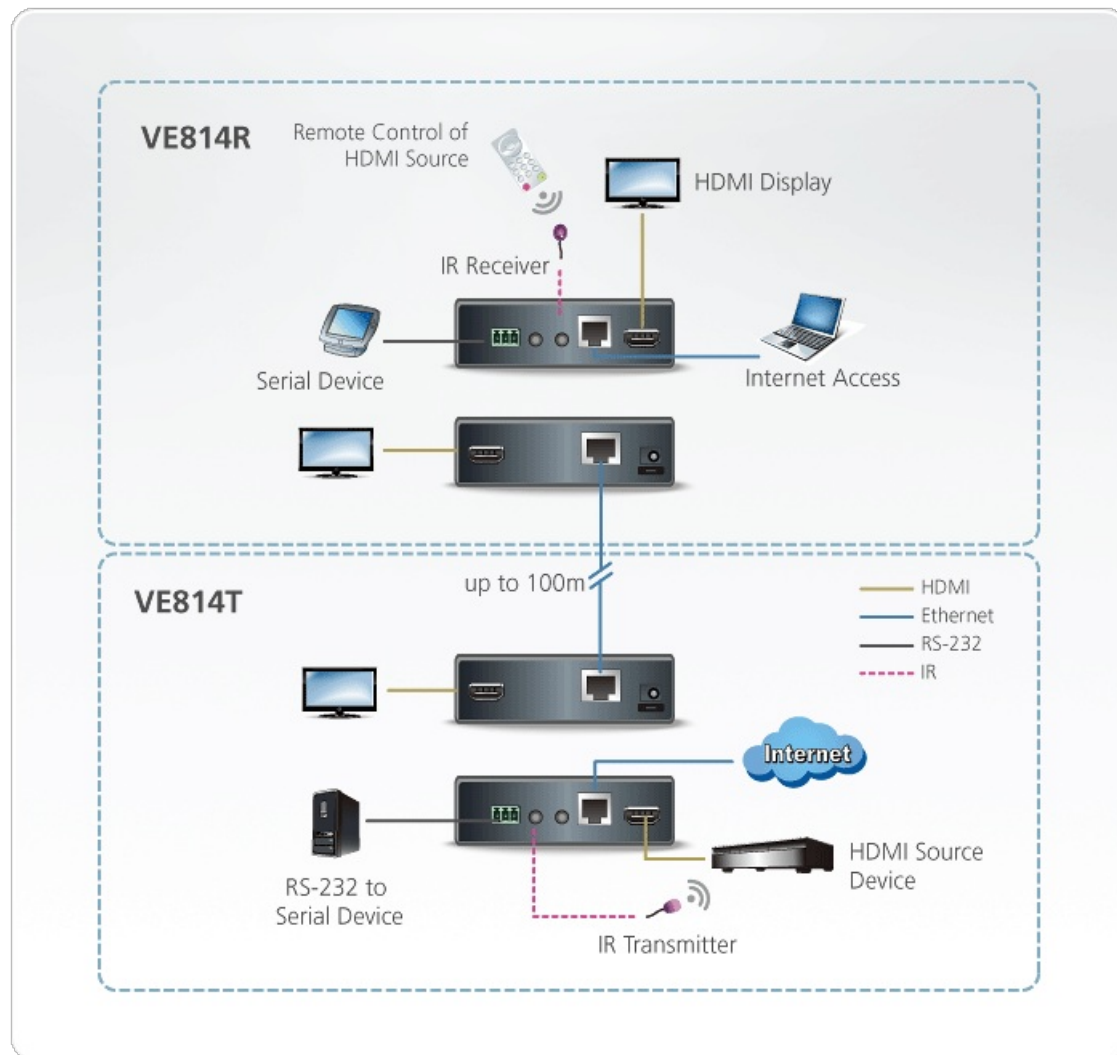 VE814R
Remote Control of
HDMI Source
HDMI Display
IR Receiver
Serial Device
Internet Access
up to 100m
VE814T
HDMI
Ethernet
RS-232
IR
Internet
RS-232 to
Serial Device
HDMI Source
Device
IR Transmitter